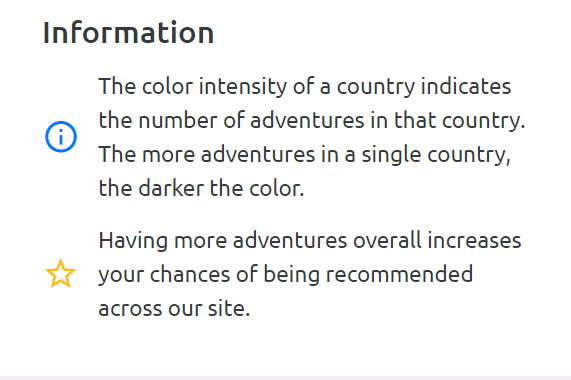 Information
The color intensity of a country indicates
the number of adventures in that country.
The more adventures in a single country,
the darker the color.
Having more adventures overall increases
your chances of being recommended
across our site.